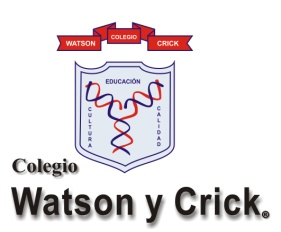 WATSON COLEGIO CRICK
EDUCACIÓN
CULTURA
CALIDAD
Colegio
Watson y Crick®